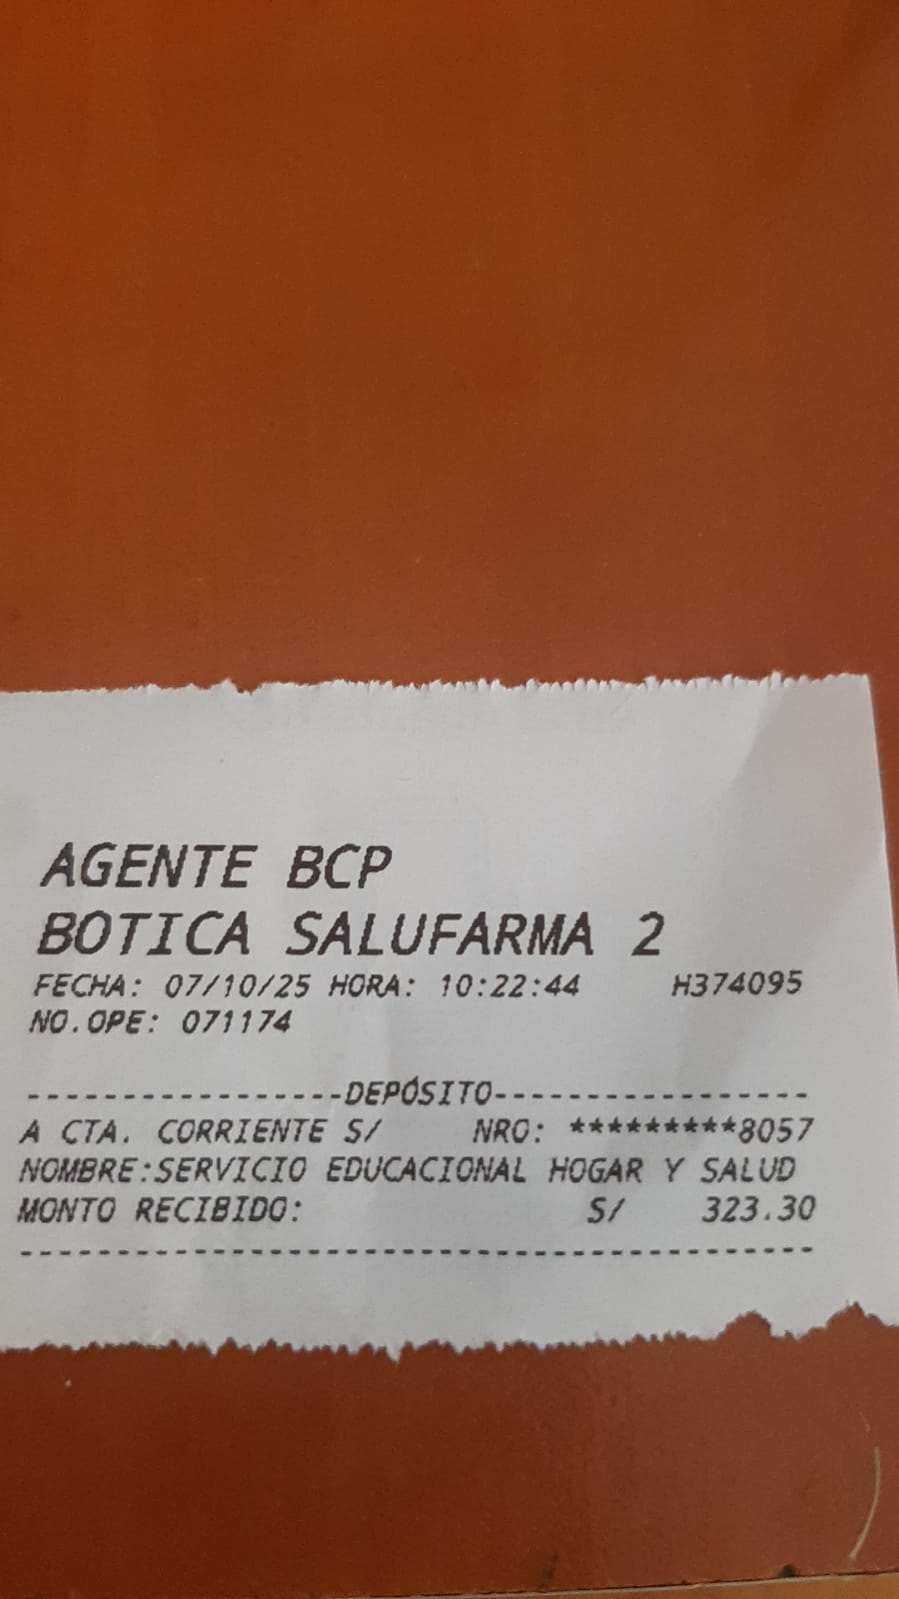 AGENTE BCP
BOTICA SALUFARMA 2
FECHA: 07/10/25 HORA: 10:22:44 H374095
NO.OPE: 071174
-----------------DEPÓSITO-----------------
A CTA. CORRIENTE S/ NRO: *********8057
NOMBRE:SERVICIO EDUCACIONAL HOGAR Y SALUD
MONTO RECIBIDO: S/ 323.30
-------------------------------------------